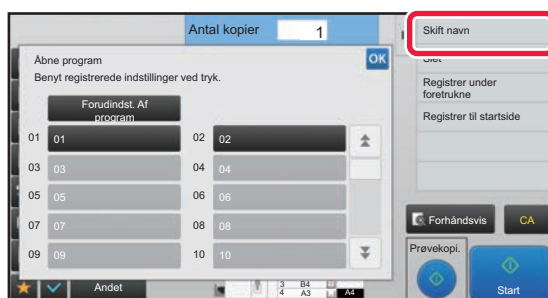 Antal kopier
1
Skift navn
Slet
Åbne program
OK
Benyt registrerede indstillinger ved tryk.
Registrer under
foretrukne
Registrer til startside
Forudindst. Af
program
01 01
02 02
03 03
04 04
05 05
06 06
07 07
08 08
09 09
10 10
Forhåndsvis
CA
Prøvekopi.
Start
Andet
3 B4
4 A3
A4